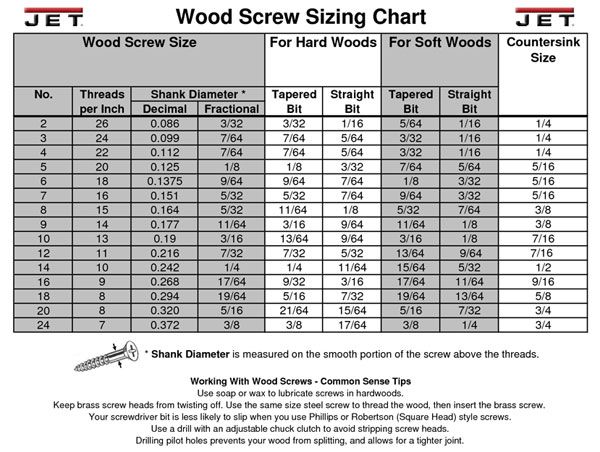 JET Wood Screw Sizing Chart JET
Wood Screw Size For Hard Woods For Soft Woods Countersink
Size
No. Threads Shank Diameter * Tapered Straight Tapered Straight
per Inch Decimal Fractional Bit Bit Bit Bit
2 26 0.086 3/32 3/32 1/16 5/64 1/16 1/4
3 24 0.099 7/64 7/64 5/64 3/32 1/16 1/4
4 22 0.112 7/64 7/64 5/64 3/32 1/16 1/4
5 20 0.125 1/8 1/8 3/32 7/64 5/64 5/16
6 18 0.1375 9/64 9/64 7/64 1/8 3/32 5/16
7 16 0.151 5/32 5/32 7/64 9/64 3/32 5/16
8 15 0.164 5/32 11/64 1/8 5/32 7/64 3/8
9 14 0.177 11/64 3/16 9/64 11/64 1/8 3/8
10 13 0.19 3/16 13/64 9/64 3/16 1/8 7/16
12 11 0.216 7/32 7/32 5/32 13/64 9/64 7/16
14 10 0.242 1/4 1/4 11/64 15/64 5/32 1/2
16 9 0.268 17/64 9/32 3/16 17/64 11/64 9/16
18 8 0.294 19/64 5/16 7/32 19/64 13/64 5/8
20 8 0.320 5/16 21/64 15/64 5/16 7/32 3/4
24 7 0.372 3/8 3/8 17/64 3/8 1/4 3/4
* Shank Diameter is measured on the smooth portion of the screw above the threads.
Working With Wood Screws - Common Sense Tips
Use soap or wax to lubricate screws in hardwoods.
Keep brass screw heads from twisting off. Use the same size steel screw to thread the wood, then insert the brass screw.
Your screwdriver bit is less likely to slip when you use Phillips or Robertson (Square Head) style screws.
Use a drill with an adjustable chuck clutch to avoid stripping screw heads.
Drilling pilot holes prevents your wood from splitting, and allows for a tighter joint.